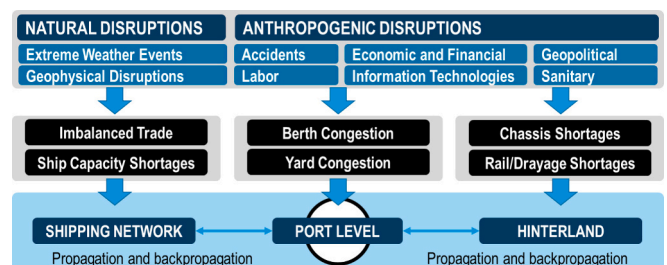 NATURAL DISRUPTIONS
ANTHROPOGENIC DISRUPTIONS
Extreme Weather Events
Accidents
Economic and Financial
Geopolitical
Geophysical Disruptions
Labor
Information Technologies
Sanitary
Imbalanced Trade
Berth Congestion
Chassis Shortages
Ship Capacity Shortages
Yard Congestion
Rail/Drayage Shortages
SHIPPING NETWORK
PORT LEVEL
HINTERLAND
Propagation and backpropagation
Propagation and backpropagation